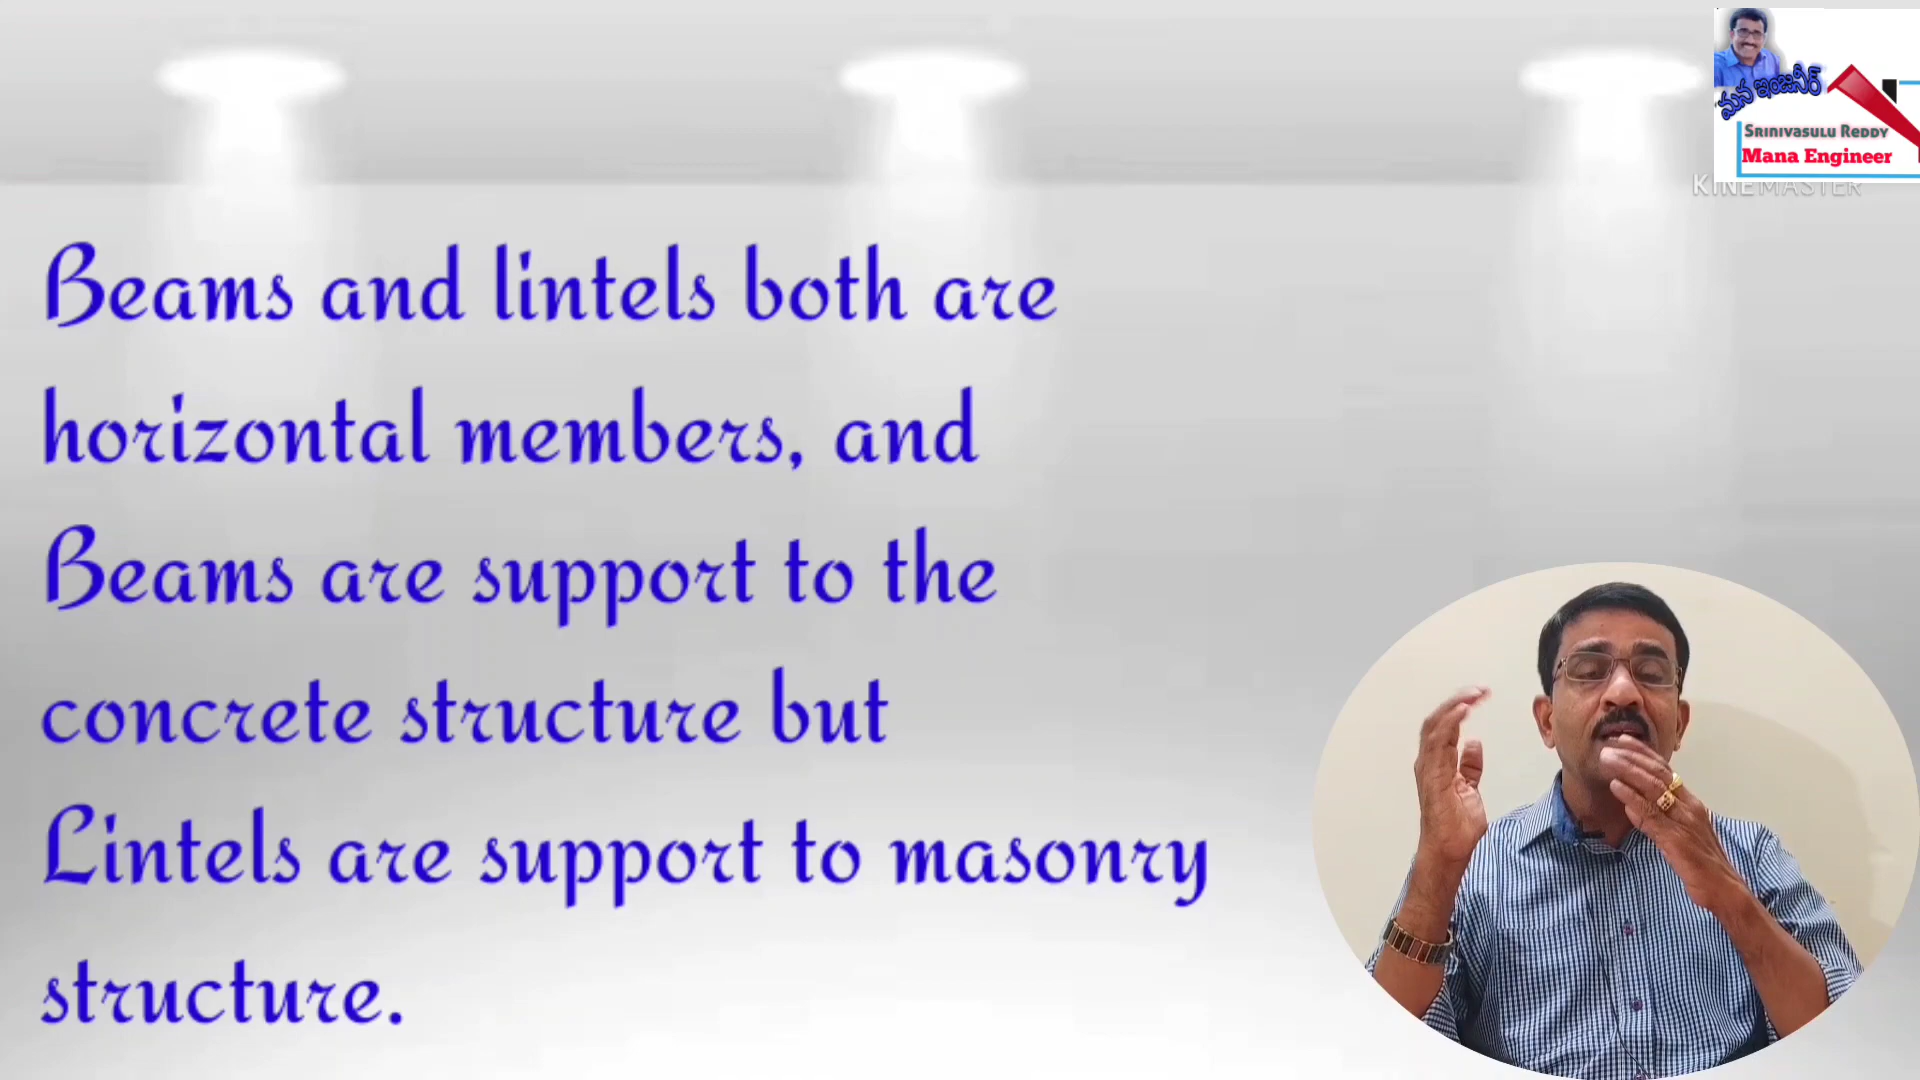 మన ఇంజనీర్
SRINIVASULU REDDY
Mana Engineer
KINEMASTER
Beams and lintels both are
horizontal members, and
Beams are support to the
concrete structure but
Lintels are support to masonry
structure.